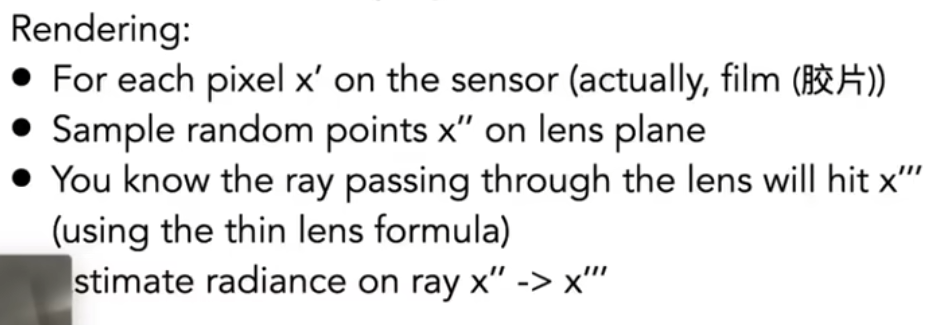 Rendering:
● For each pixel x′ on the sensor (actually, film (胶片))
● Sample random points x′′ on lens plane
● You know the ray passing through the lens will hit x′′′
(using the thin lens formula)
stimate radiance on ray x′′ -> x′′′